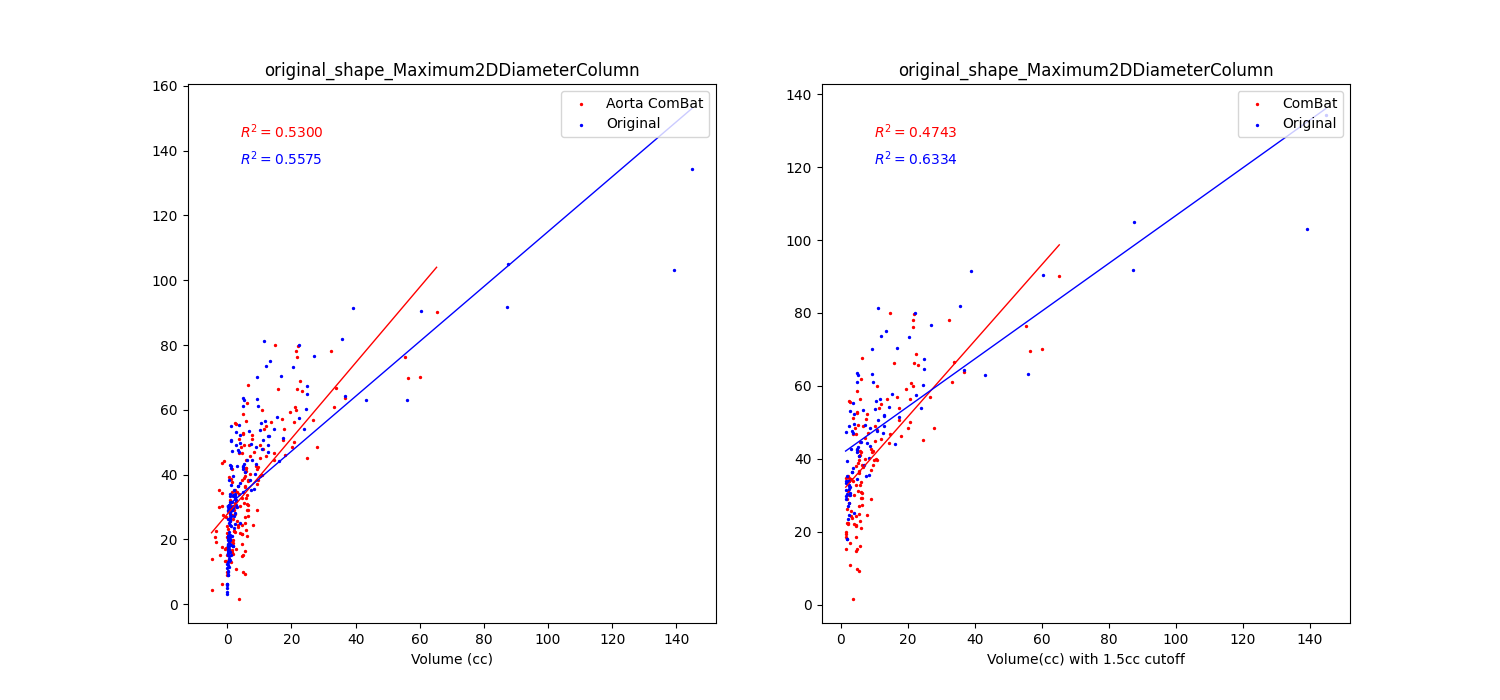 original_shape_Maximum2DDiameterColumn
160
140
120
100
80
60
40
20
0
R² = 0.5300
R² = 0.5575
Aorta ComBat
Original
0 20 40 60 80 100 120 140
Volume (cc)
original_shape_Maximum2DDiameterColumn
140
120
100
80
60
40
20
0
R² = 0.4743
R² = 0.6334
ComBat
Original
0 20 40 60 80 100 120 140
Volume(cc) with 1.5cc cutoff